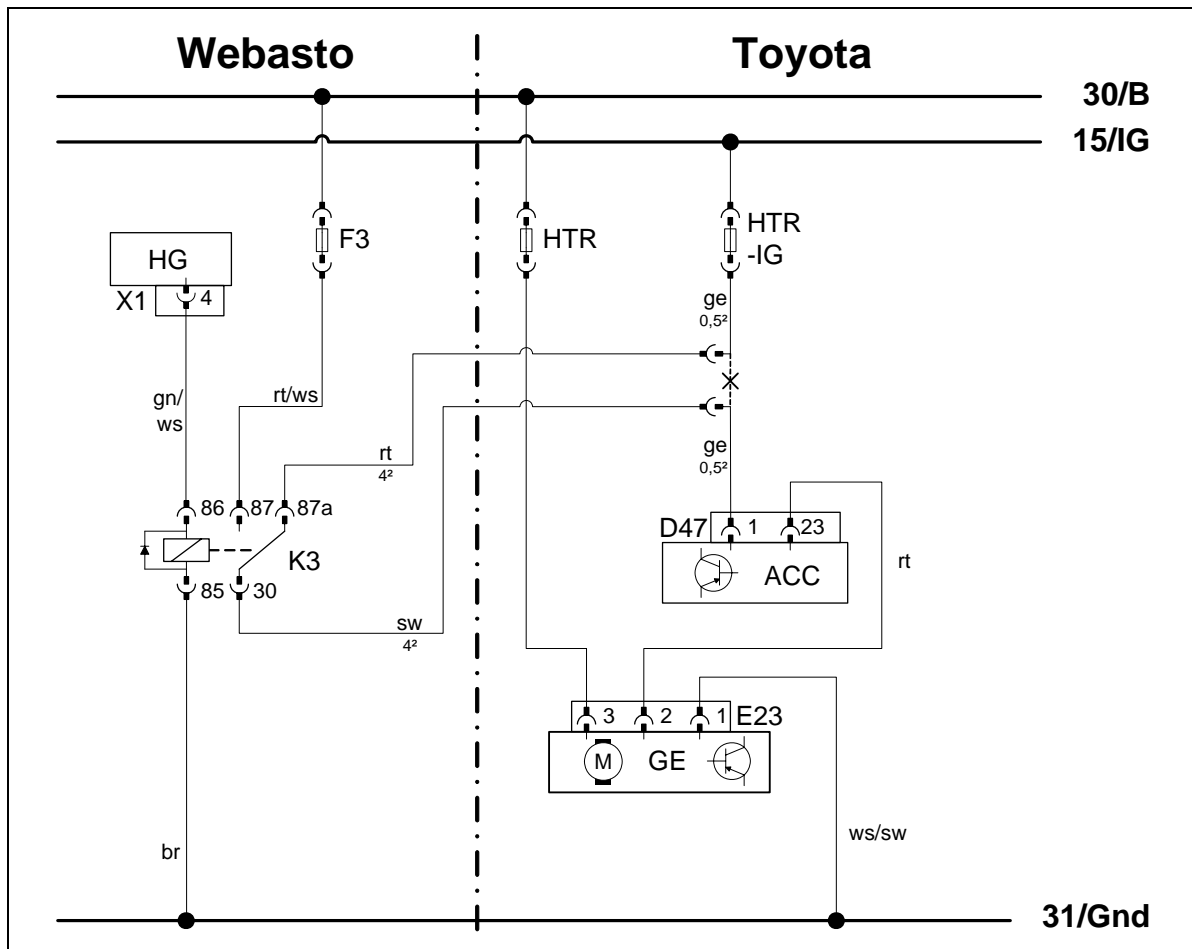 Webasto
Toyota
30/B
15/IG
F3
HTR
HTR
-IG
HG
X1
4
ge
0,5²
gn/
ws
rt/ws
rt
4²
ge
0,5²
86
87
87a
K3
85
30
sw
4²
D47
1
23
ACC
rt
3
2
1
E23
M
GE
br
ws/sw
31/Gnd